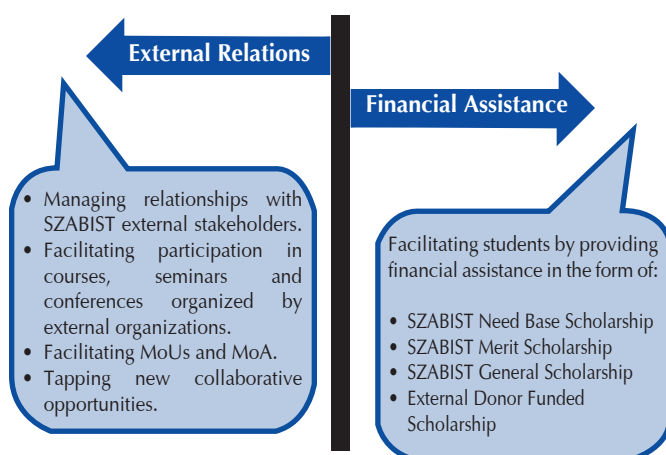 External Relations
Financial Assistance
• Managing relationships with
SZABIST external stakeholders.
• Facilitating participation in
courses, seminars and
conferences organized by
external organizations.
• Facilitating MoUs and MoA.
• Tapping new collaborative
opportunities.
Facilitating students by providing
financial assistance in the form of:
• SZABIST Need Base Scholarship
• SZABIST Merit Scholarship
• SZABIST General Scholarship
• External Donor Funded
Scholarship